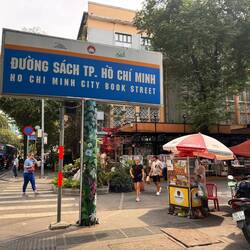 ĐƯỜNG SÁCH TP. HỒ CHÍ MINH
HO CHI MINH CITY BOOK STREET